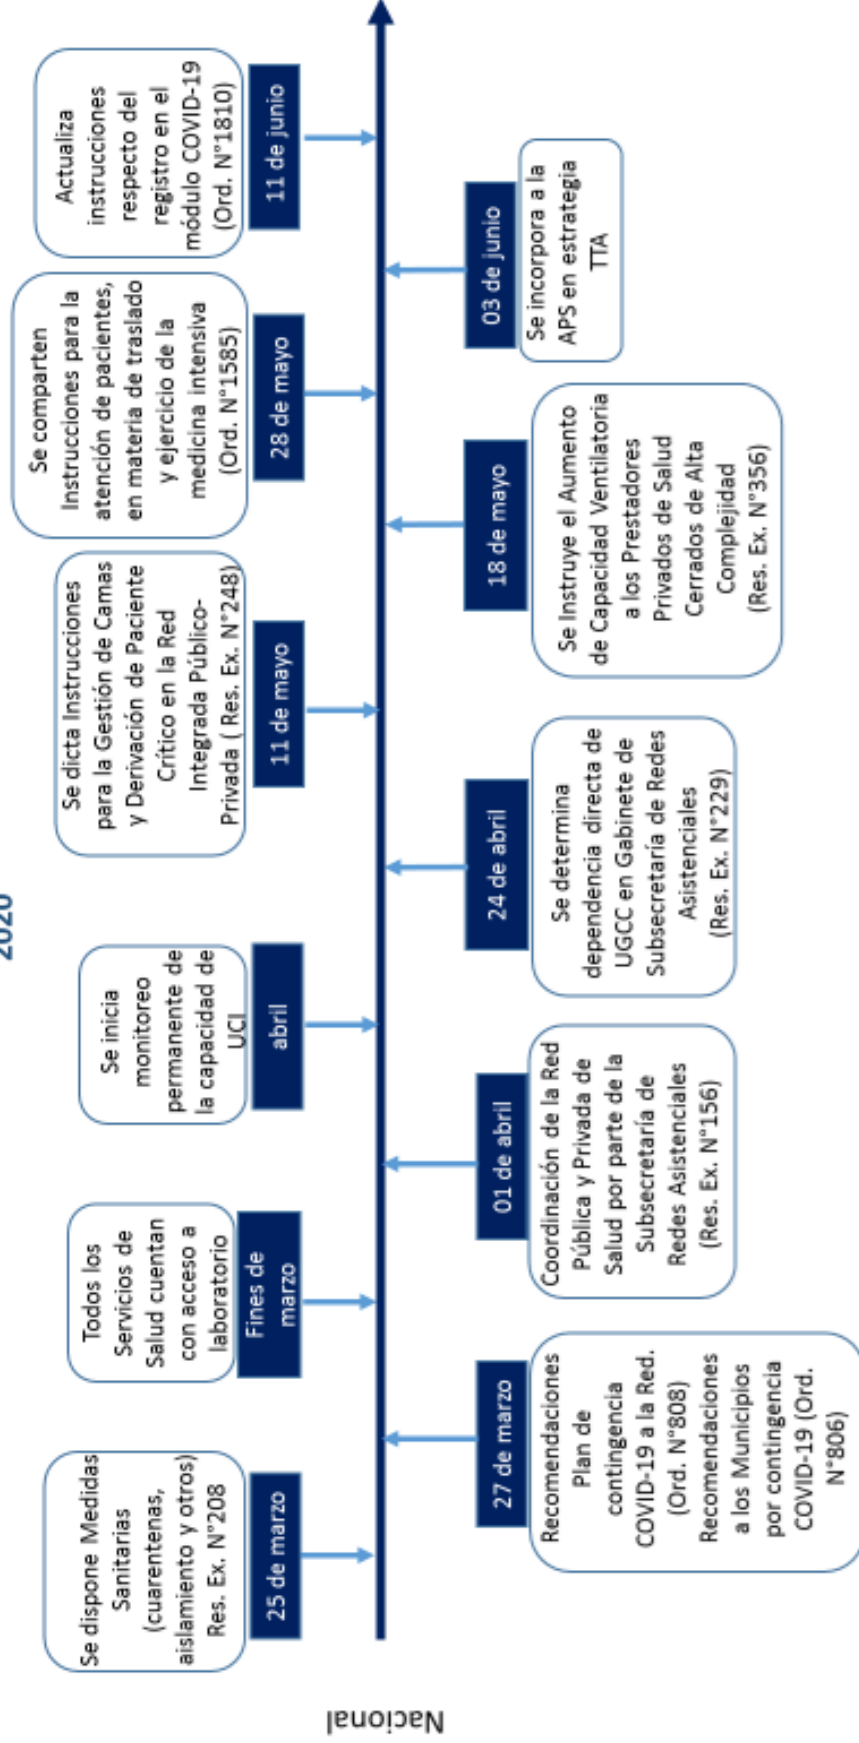 2020
Nacional
Se dispone Medidas
Sanitarias
(cuarentenas,
aislamiento y otros)
Res. Ex. N°208
25 de marzo
27 de marzo
Recomendaciones
Plan de
contingencia
COVID-19 a la Red.
(Ord. N°808)
Recomendaciones
a los Municipios
por contingencia
COVID-19 (Ord.
N°806)
Todos los
Servicios de
Salud cuentan
con acceso a
laboratorio
Fines de
marzo
01 de abril
Coordinación de la Red
Pública y Privada de
Salud por parte de la
Subsecretaría de
Redes Asistenciales
(Res. Ex. N°156)
Se inicia
monitoreo
permanente de
la capacidad de
UCI
abril
24 de abril
Se determina
dependencia directa de
UGCC en Gabinete de
Subsecretaría de Redes
Asistenciales
(Res. Ex. N°229)
Se dicta Instrucciones
para la Gestión de Camas
y Derivación de Paciente
Crítico en la Red
Integrada Público-
Privada ( Res. Ex. N°248)
11 de mayo
18 de mayo
Se Instruye el Aumento
de Capacidad Ventilatoria
a los Prestadores
Privados de Salud
Cerrados de Alta
Complejidad
(Res. Ex. N°356)
Se comparten
Instrucciones para la
atención de pacientes,
en materia de traslado
y ejercicio de la
medicina intensiva
(Ord. N°1585)
28 de mayo
03 de junio
Se incorpora a la
APS en estrategia
TTA
Actualiza
instrucciones
respecto del
registro en el
módulo COVID-19
(Ord. N°1810)
11 de junio